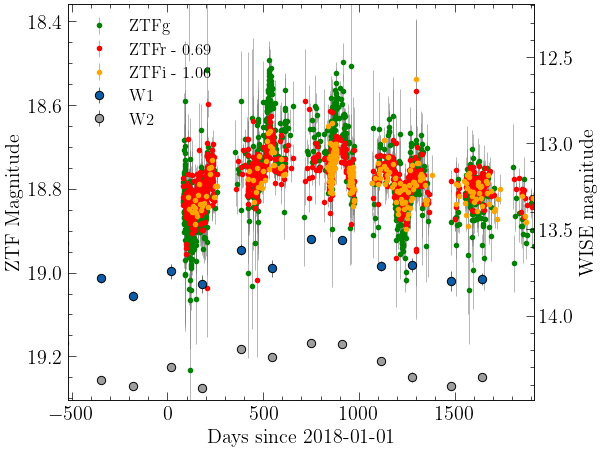 ZTFg
ZTFr - 0.69
ZTFi - 1.06
W1
W2
18.4
18.6
18.8
19.0
19.2
12.5
13.0
13.5
14.0
−500
0
500
1000
1500
ZTF Magnitude
WISE magnitude
Days since 2018-01-01